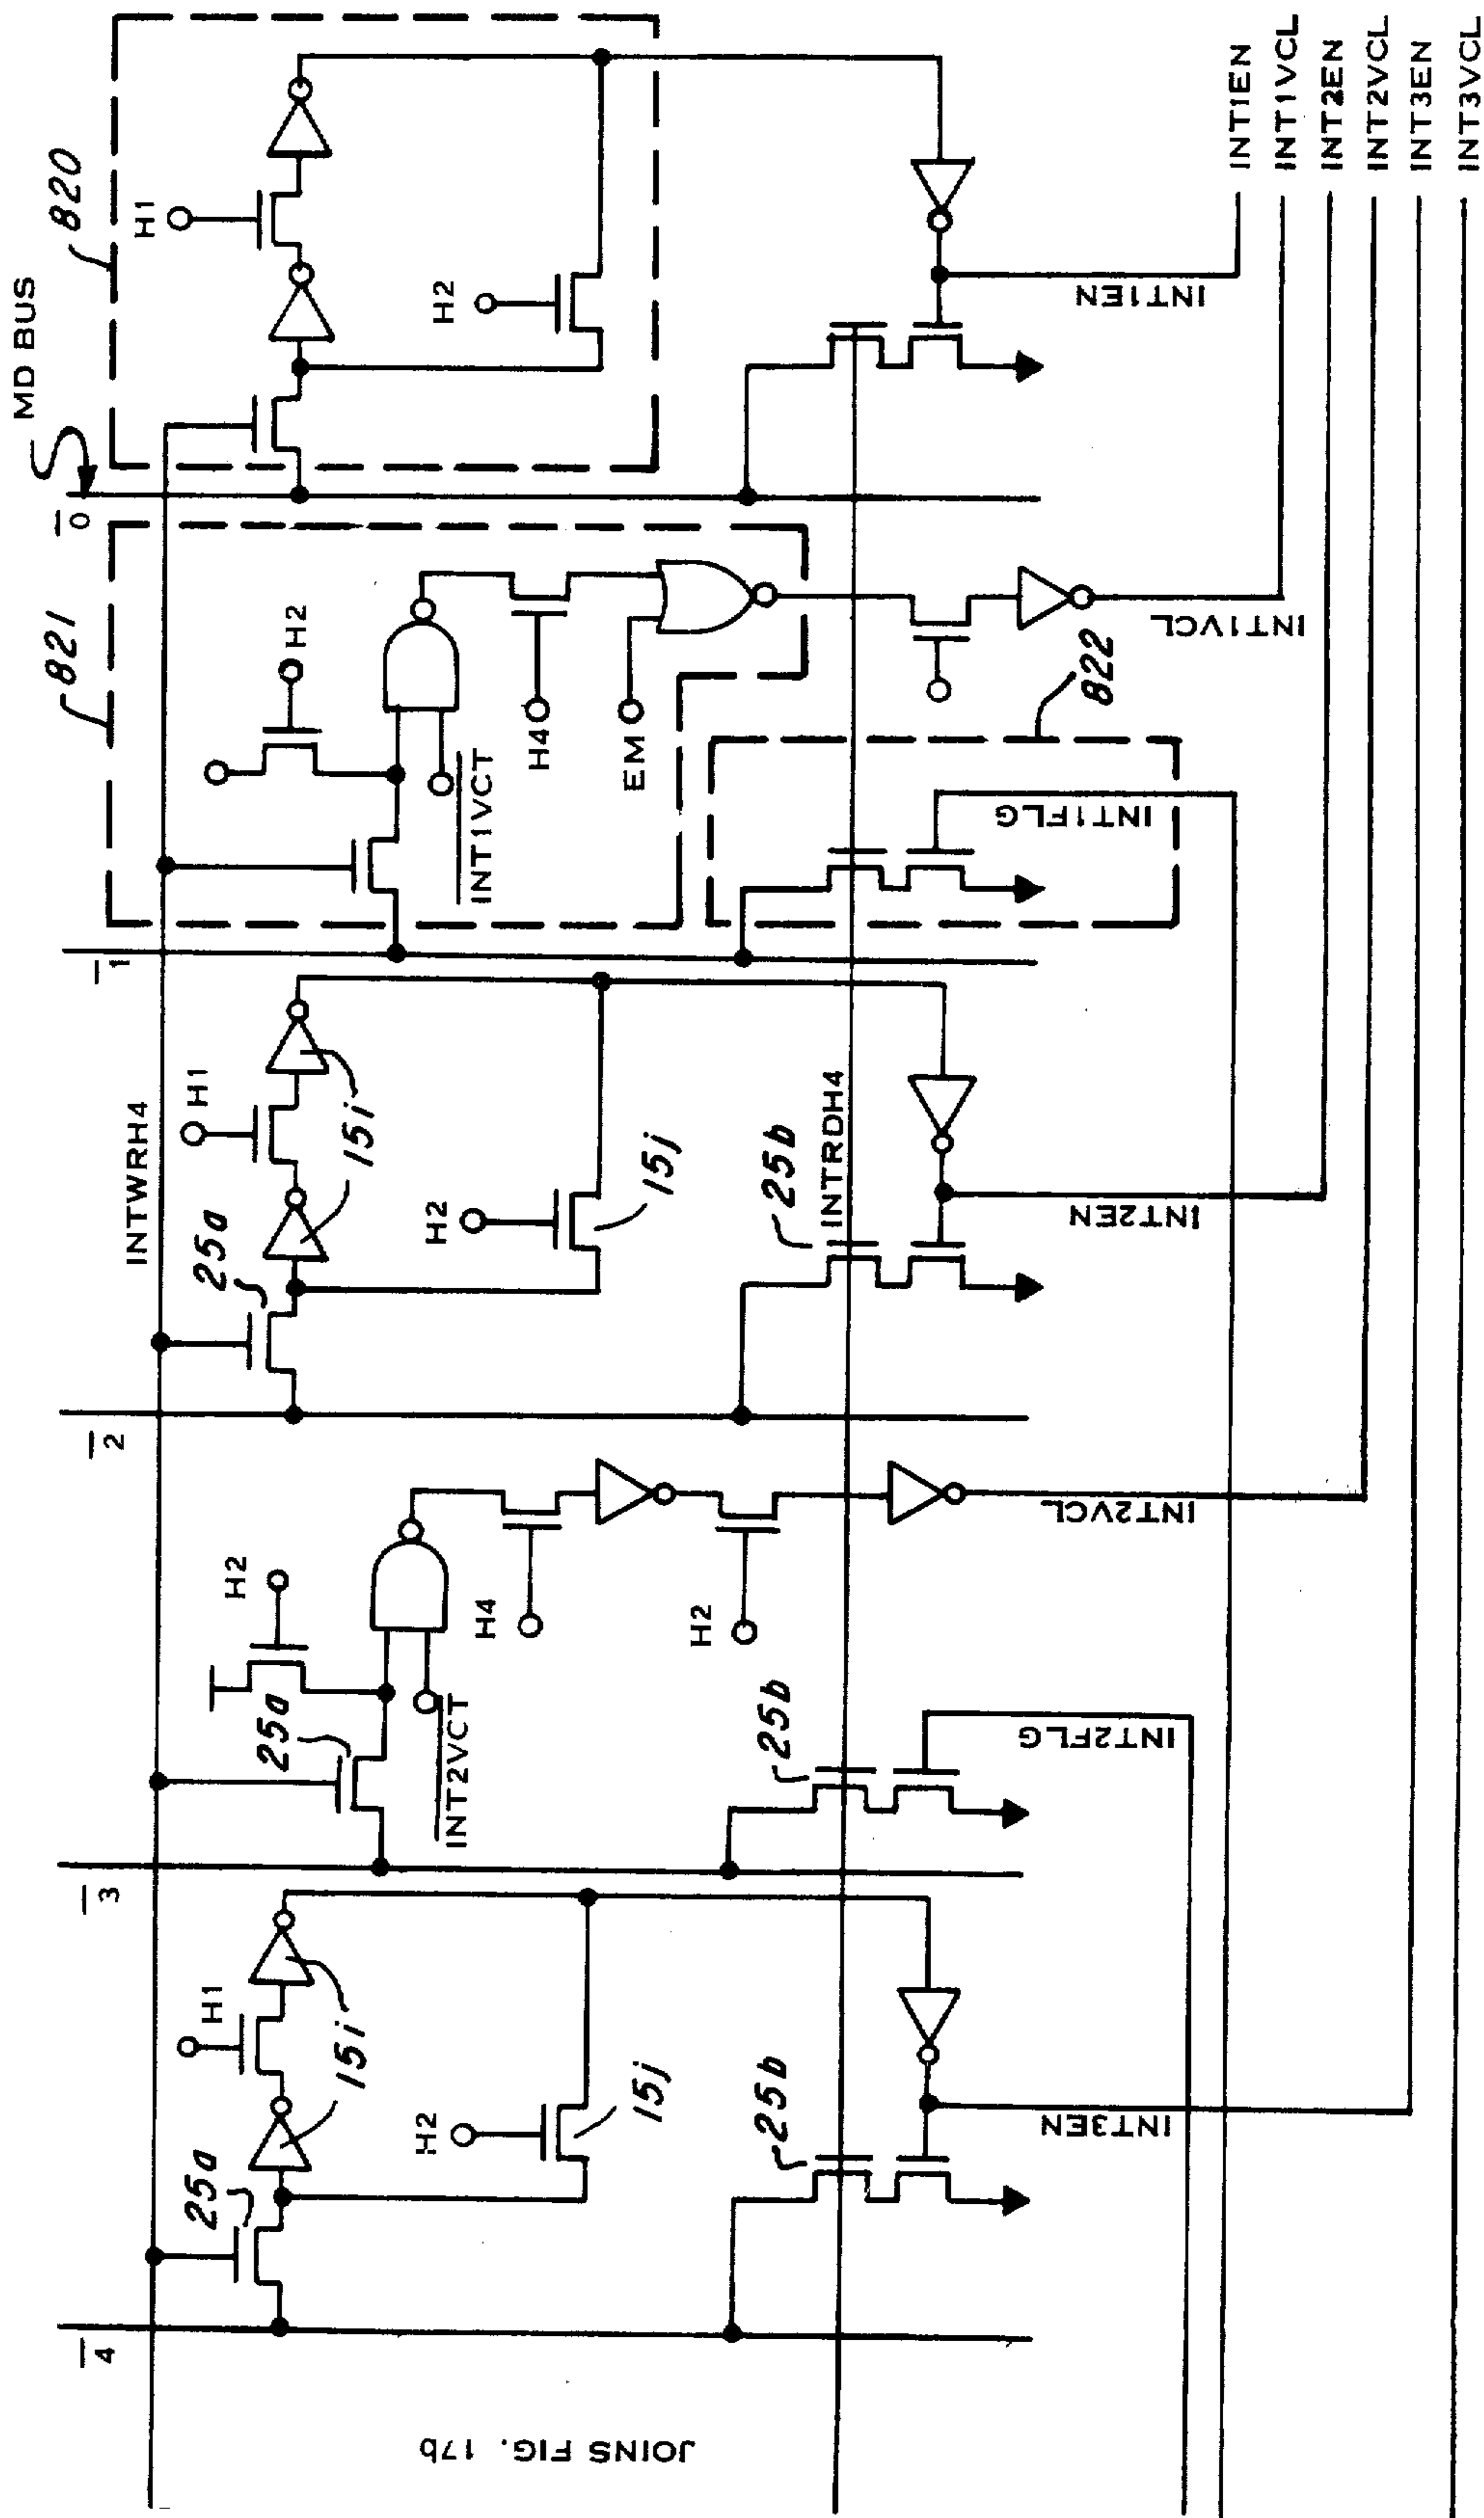 MD BUS
820
H1
H2
INT1EN
INT1EN
INT1VCL
INT2EN
INT2VCL
INT3EN
INT3VCL
0
821
H2
INT1VCT
H4
EM
INT1VCL
822
INT1FLG
1
INTWRH4
H1
25a
15i
H2
15j
25b
INTRDH4
INT2EN
2
H2
25a
INT2VCT
H4
H2
25b
INT2VCL
INT2FLG
3
H1
25a
15i
H2
15j
25b
INT3EN
4
JOINS FIG. 17b